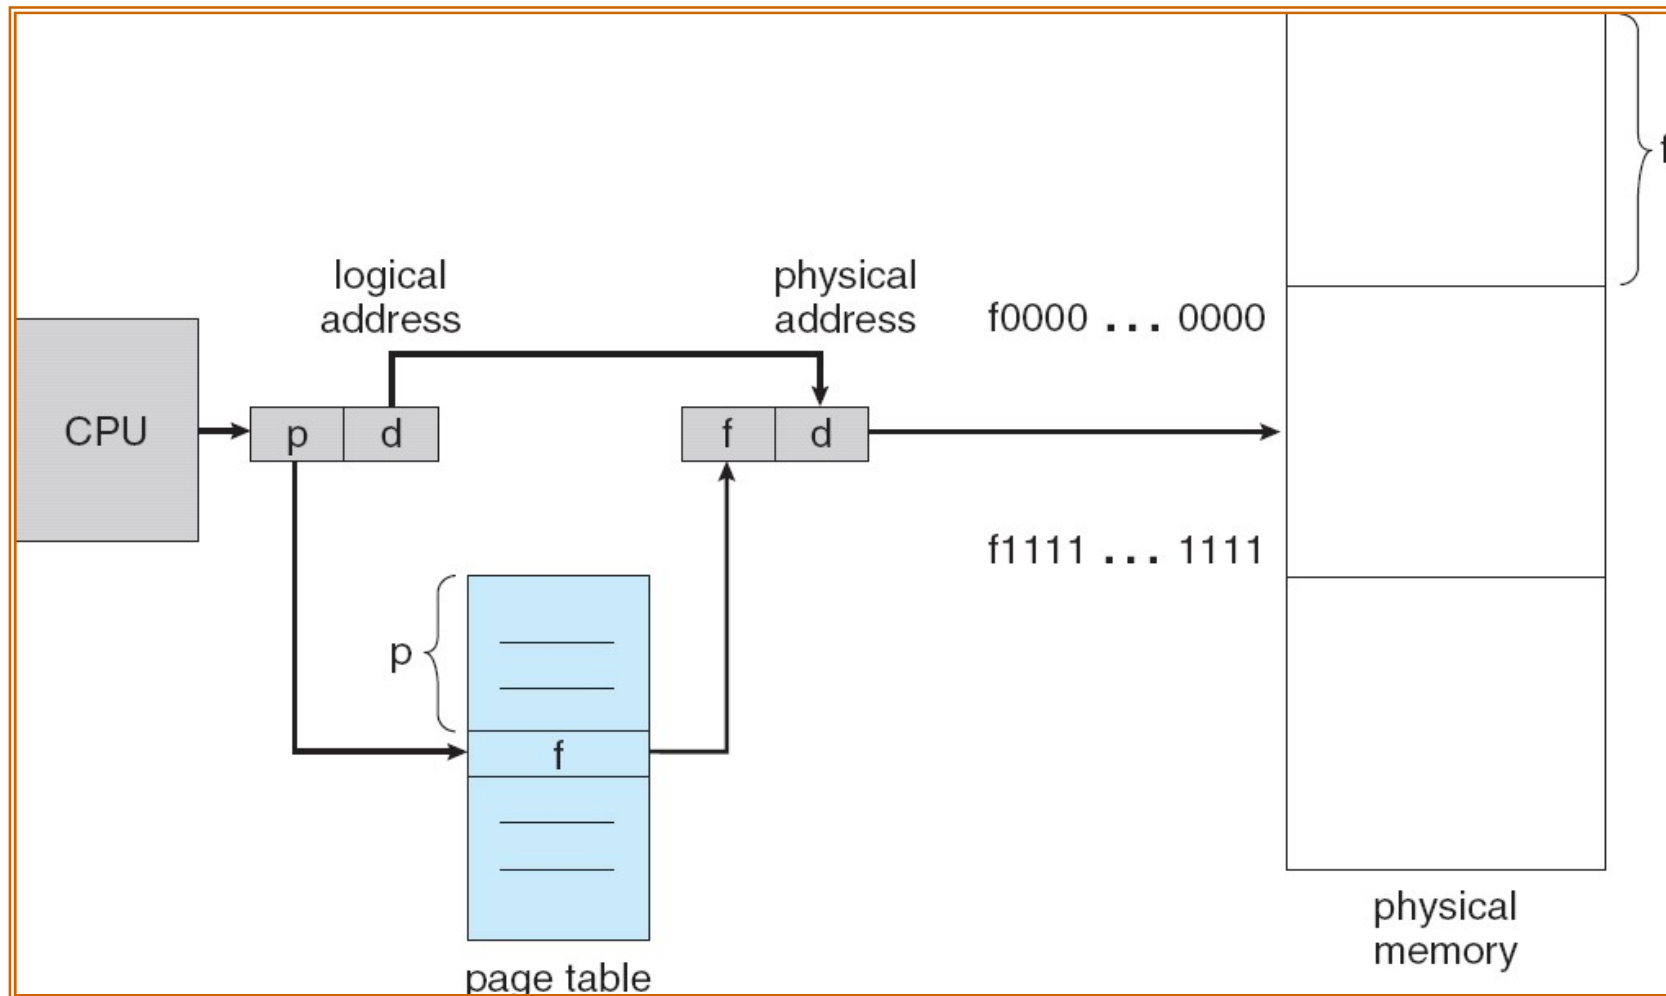 logical
address
physical
address
f0000 ... 0000
f
CPU
p
d
f
d
f1111 ... 1111
p
f
physical
memory
page table